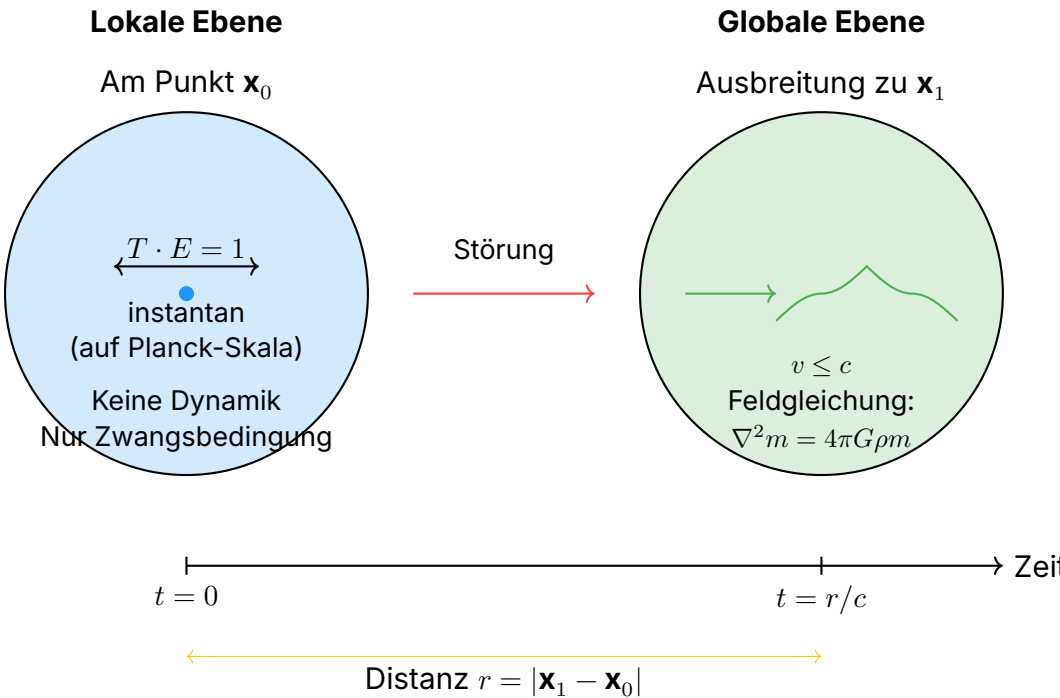 Lokale Ebene
Globale Ebene
Am Punkt 𝐱₀
Ausbreitung zu 𝐱₁
T · E = 1
instantan
(auf Planck-Skala)
Keine Dynamik
Nur Zwangsbedingung
Störung
v ≤ c
Feldgleichung:
∇²m = 4πGρm
Zeit
t = 0
t = r/c
Distanz r = |𝐱₁ − 𝐱₀|